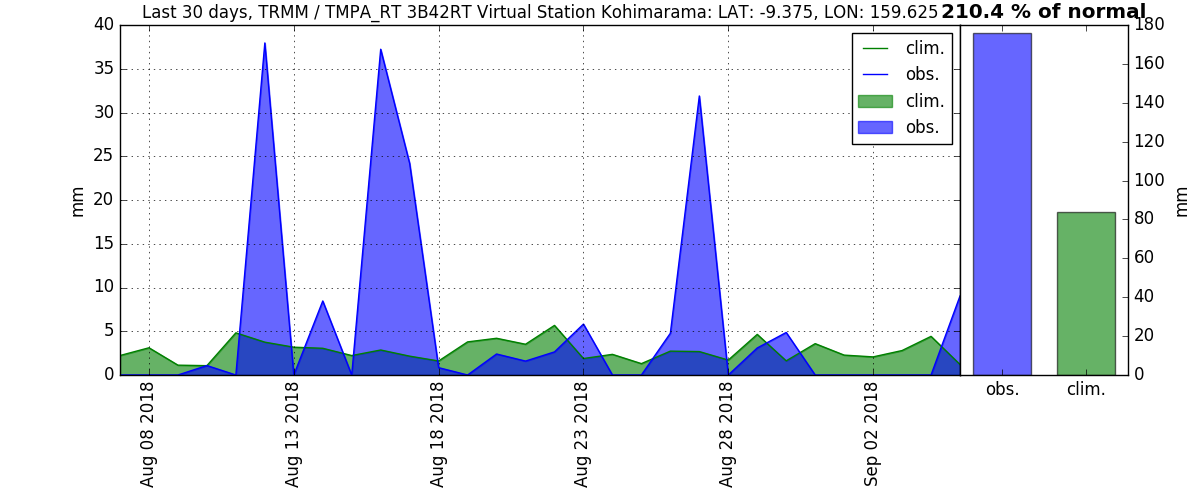 Last 30 days, TRMM / TMPA_RT 3B42RT Virtual Station Kohimarama: LAT: -9.375, LON: 159.625 210.4 % of normal
40
35
30
25
20
15
10
5
0
mm
clim.
obs.
clim.
obs.
180
160
140
120
100
80
60
40
20
0
mm
obs. clim.
Aug 08 2018
Aug 13 2018
Aug 18 2018
Aug 23 2018
Aug 28 2018
Sep 02 2018